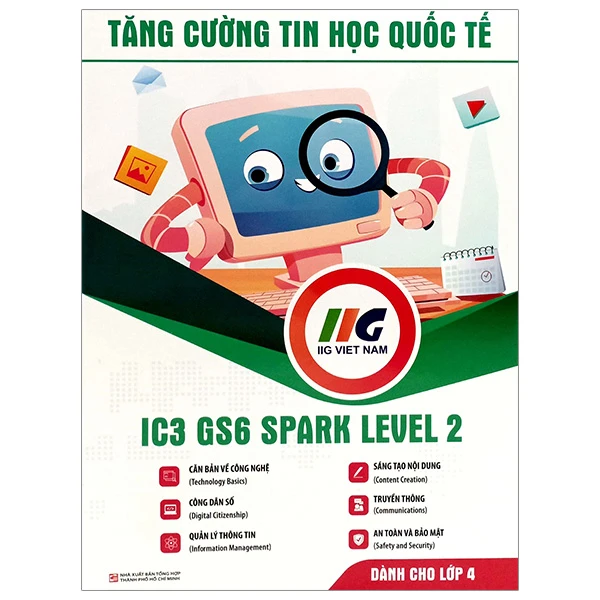 TĂNG CƯỜNG TIN HỌC QUỐC TẾ
IIG
IIG VIET NAM
IC3 GS6 SPARK LEVEL 2
CĂN BẢN VỀ CÔNG NGHỆ
(Technology Basics)
CÔNG DÂN SỐ
(Digital Citizenship)
QUẢN LÝ THÔNG TIN
(Information Management)
SÁNG TẠO NỘI DUNG
(Content Creation)
TRUYỀN THÔNG
(Communications)
AN TOÀN VÀ BẢO MẬT
(Safety and Security)
NHÀ XUẤT BẢN TỔNG HỢP
THÀNH PHỐ HỒ CHÍ MINH
DÀNH CHO LỚP 4